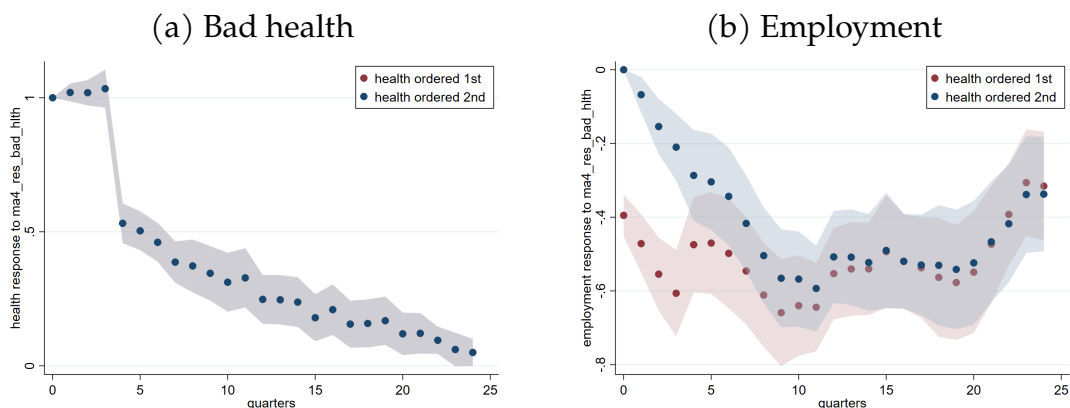 (a) Bad health
health ordered 1st
health ordered 2nd
health response to ma4_res_bad_hlth
1
.5
0
0
5
10
15
20
25
quarters
(b) Employment
health ordered 1st
health ordered 2nd
employment response to ma4_res_bad_hlth
0
-.2
-.4
-.6
-.8
0
5
10
15
20
25
quarters